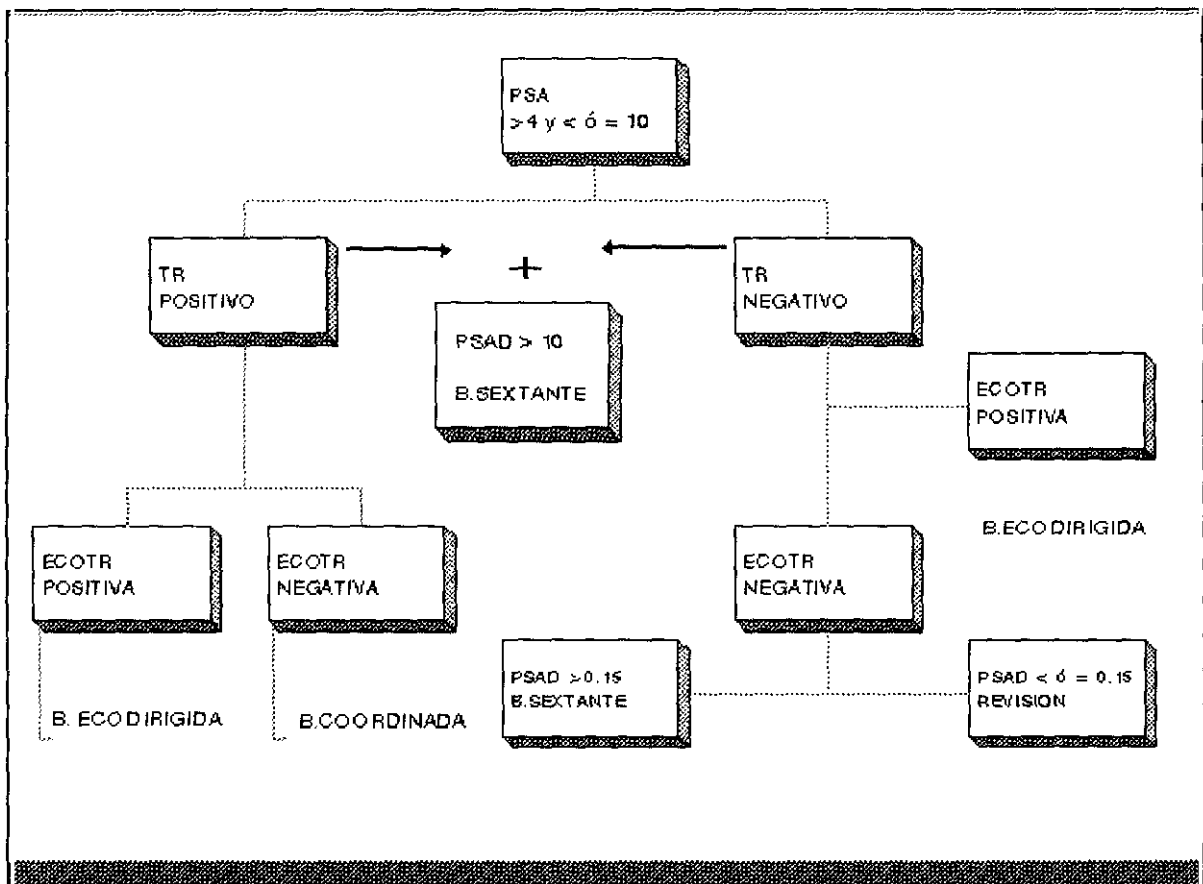 PSA
>4 y < ó = 10
TR
POSITIVO
+
TR
NEGATIVO
PSAD > 10
B.SEXTANTE
ECOTR
POSITIVA
B.ECODIRIGIDA
ECOTR
POSITIVA
ECOTR
NEGATIVA
ECOTR
NEGATIVA
B. ECODIRIGIDA
B.COORDINADA
PSAD >0.15
B.SEXTANTE
PSAD < ó = 0.15
REVISION